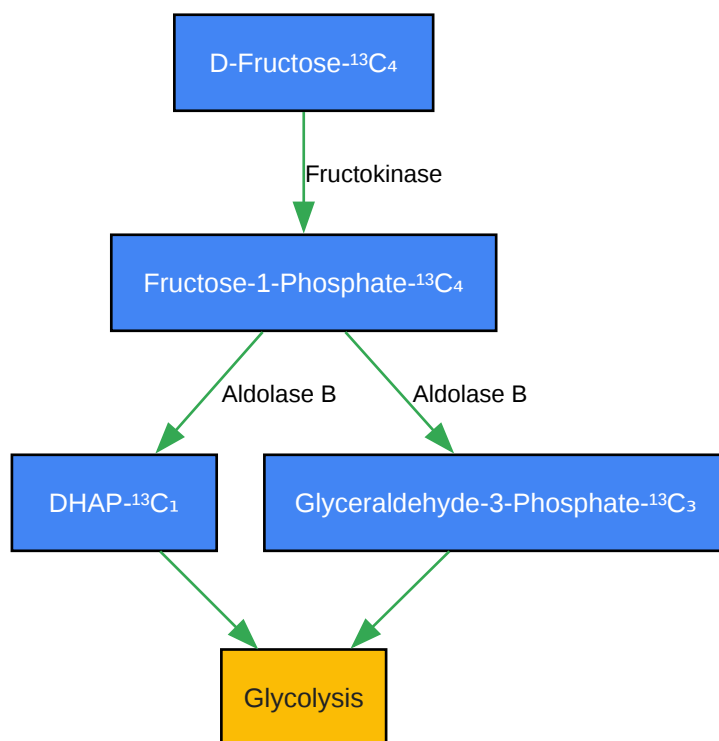 D-Fructose-¹³C₄
Fructokinase
Fructose-1-Phosphate-¹³C₄
Aldolase B
Aldolase B
DHAP-¹³C₁
Glyceraldehyde-3-Phosphate-¹³C₃
Glycolysis